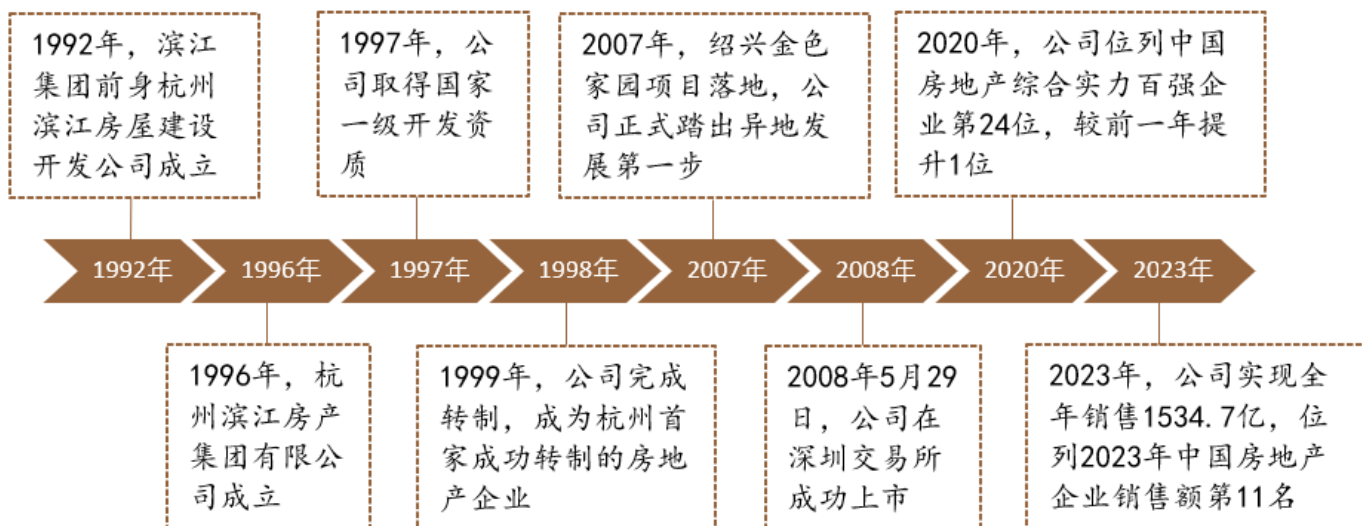 1992年，滨江
集团前身杭州
滨江房屋建设
开发公司成立
1997年，公
司取得国家
一级开发资
质
2007年，绍兴金色
家园项目落地，公
司正式踏出异地发
展第一步
2020年，公司位列中国
房地产综合实力百强企
业第24位，较前一年提
升1位
1992年
1996年
1997年
1998年
2007年
2008年
2020年
2023年
1996年，杭
州滨江房产
集团有限公
司成立
1999年，公司完成
转制，成为杭州首
家成功转制的房地
产企业
2008年5月29
日，公司在
深圳交易所
成功上市
2023年，公司实现全
年销售1534.7亿，位
列2023年中国房地产
企业销售额第11名